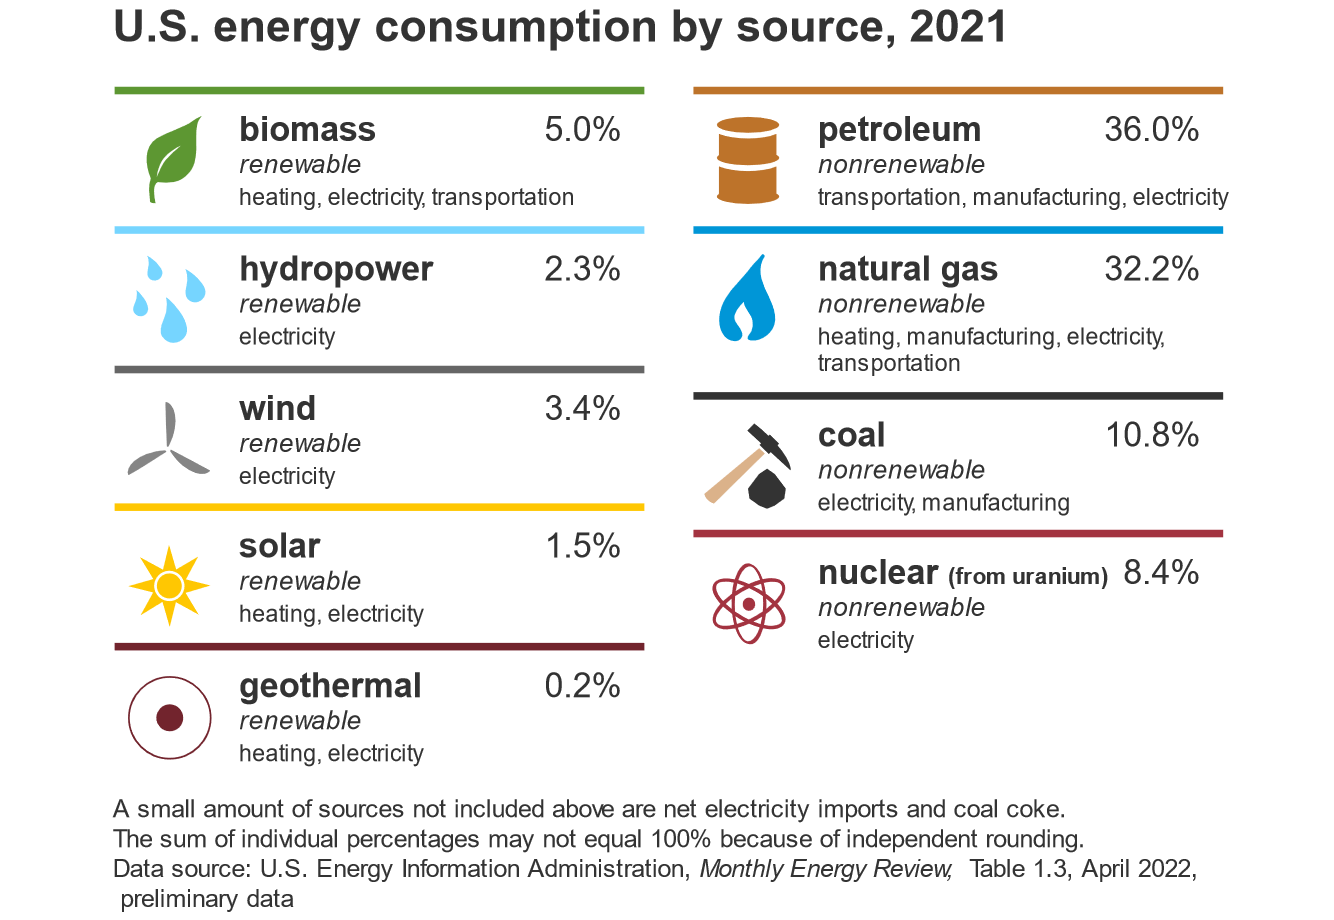 U.S. energy consumption by source, 2021
biomass 5.0%
renewable
heating, electricity, transportation
hydropower 2.3%
renewable
electricity
wind 3.4%
renewable
electricity
solar 1.5%
renewable
heating, electricity
geothermal 0.2%
renewable
heating, electricity
petroleum 36.0%
nonrenewable
transportation, manufacturing, electricity
natural gas 32.2%
nonrenewable
heating, manufacturing, electricity,
transportation
coal 10.8%
nonrenewable
electricity, manufacturing
nuclear (from uranium) 8.4%
nonrenewable
electricity
A small amount of sources not included above are net electricity imports and coal coke.
The sum of individual percentages may not equal 100% because of independent rounding.
Data source: U.S. Energy Information Administration, Monthly Energy Review, Table 1.3, April 2022,
preliminary data